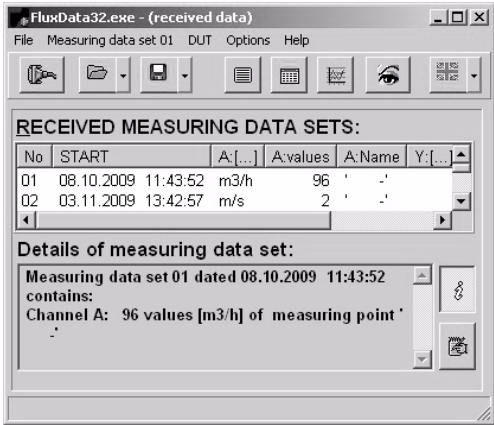 FluxData32.exe - (received data)
File Measuring data set 01 DUT Options Help
RECEIVED MEASURING DATA SETS:
No START A:[...] A:values A:Name Y:[...]
01 08.10.2009 11:43:52 m3/h 96 ' -'
02 03.11.2009 13:42:57 m/s 2 ' -'
Details of measuring data set:
Measuring data set 01 dated 08.10.2009 11:43:52
contains:
Channel A: 96 values [m3/h] of measuring point '
-'